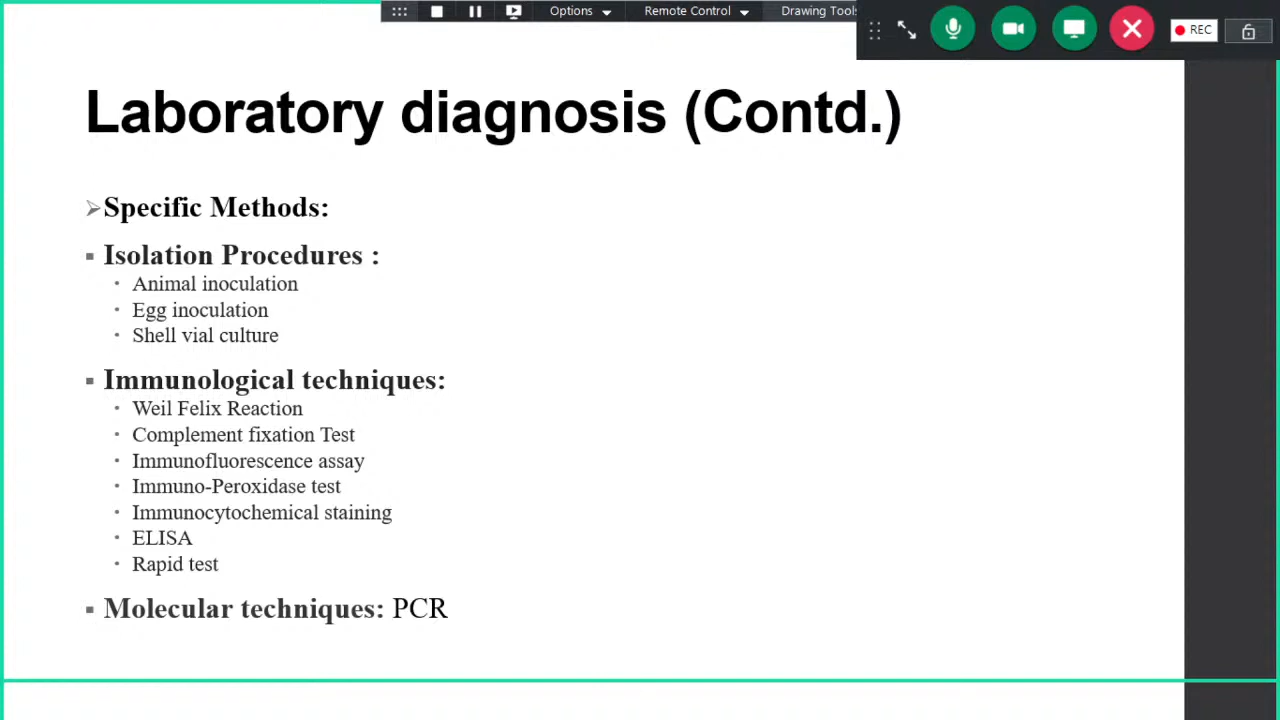 Options
Remote Control
Drawing Tools
REC
Laboratory diagnosis (Contd.)
Specific Methods:
Isolation Procedures :
Animal inoculation
Egg inoculation
Shell vial culture
Immunological techniques:
Weil Felix Reaction
Complement fixation Test
Immunofluorescence assay
Immuno-Peroxidase test
Immunocytochemical staining
ELISA
Rapid test
Molecular techniques: PCR